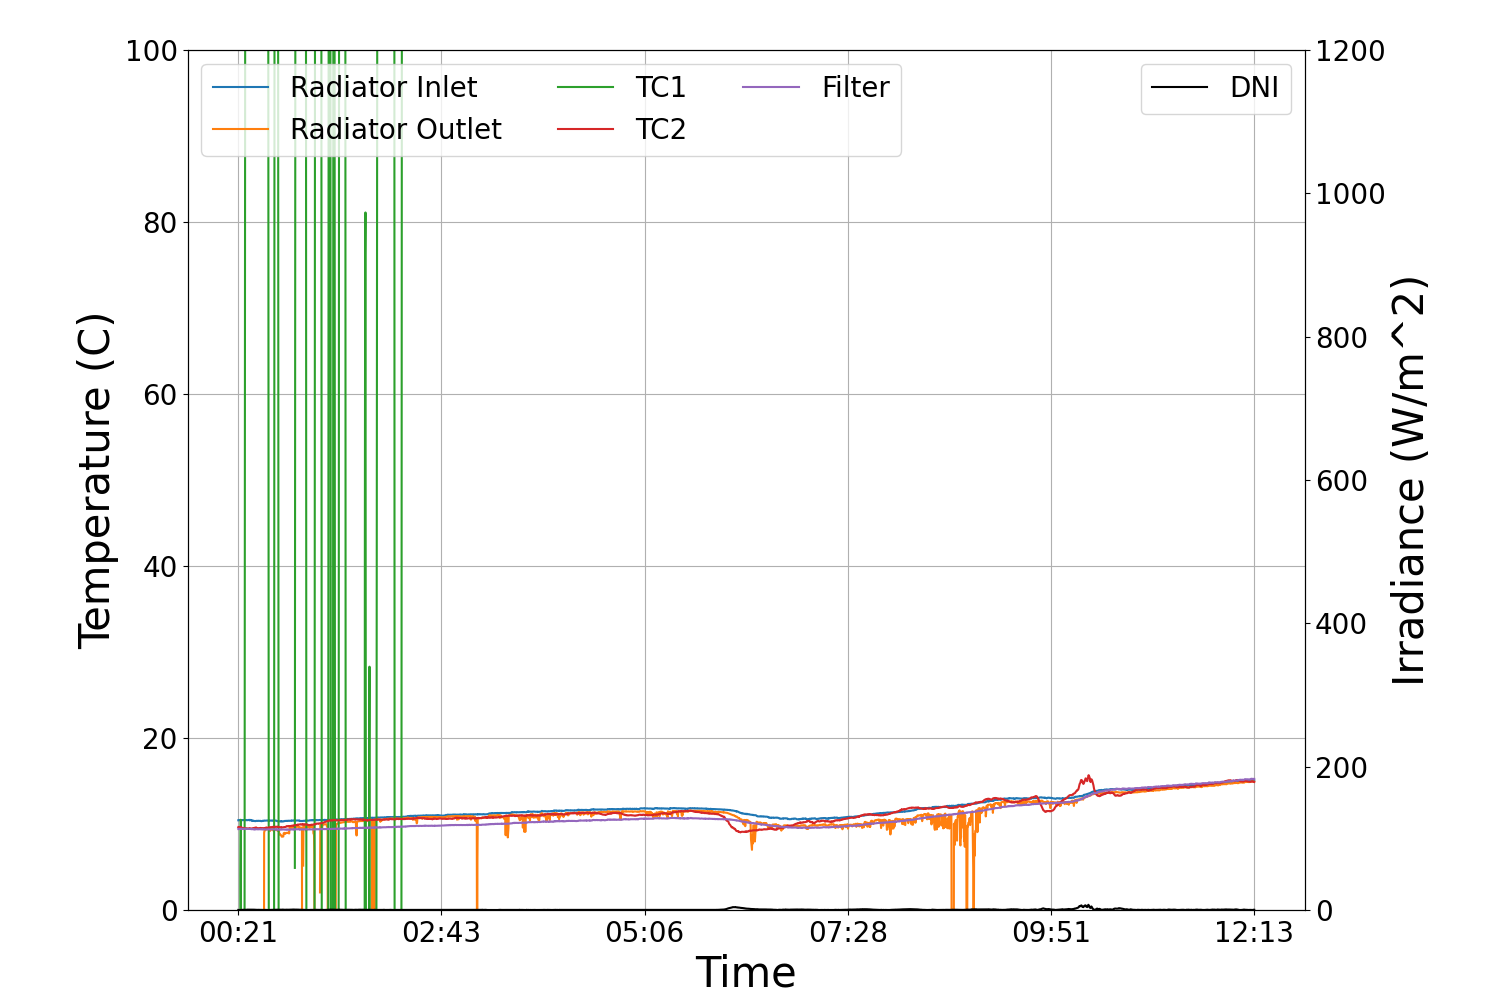 100
80
60
40
20
0
Temperature (C)
Radiator Inlet
Radiator Outlet
TC1
TC2
Filter
DNI
1200
1000
800
600
400
200
0
Irradiance (W/m^2)
00:21 02:43 05:06 07:28 09:51 12:13
Time